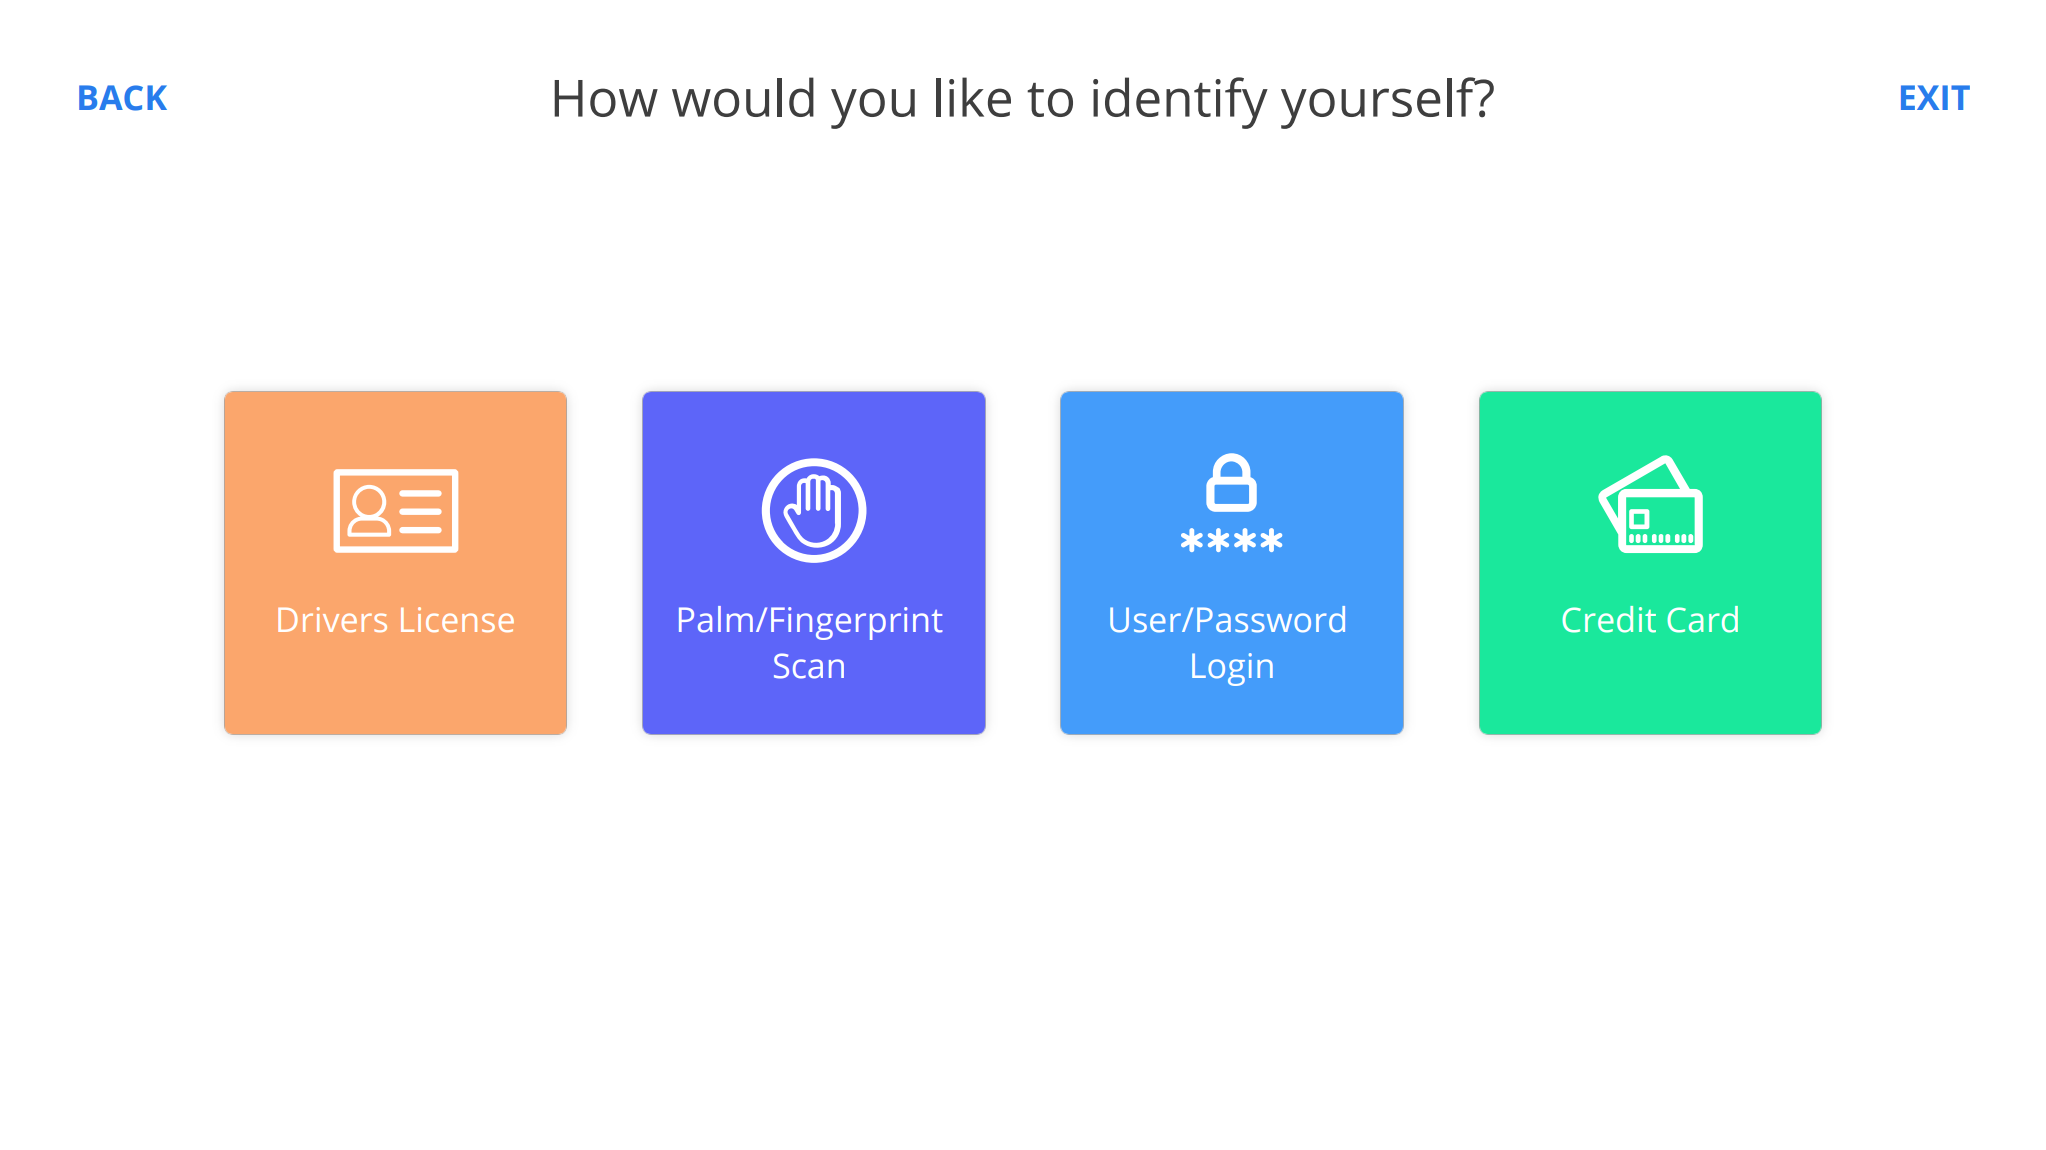 BACK
How would you like to identify yourself?
EXIT
Drivers License
Palm/Fingerprint
Scan
****
User/Password
Login
Credit Card